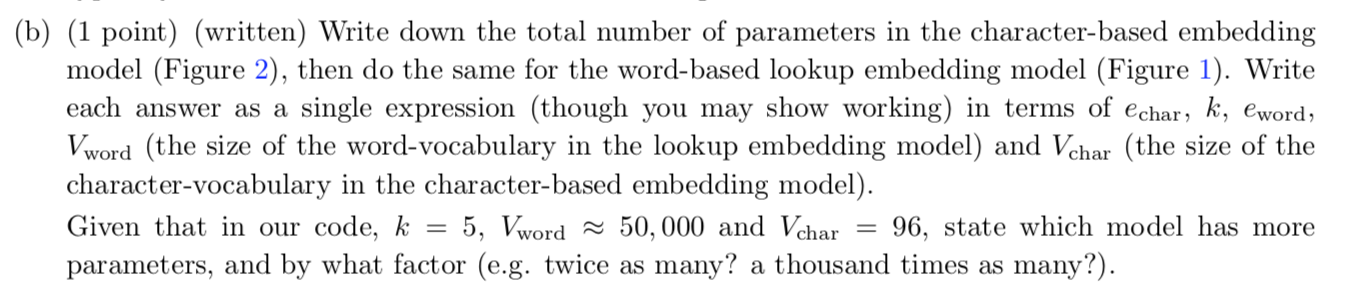 (b) (1 point) (written) Write down the total number of parameters in the character-based embedding
model (Figure 2), then do the same for the word-based lookup embedding model (Figure 1). Write
each answer as a single expression (though you may show working) in terms of e_char, k, e_word,
V_word (the size of the word-vocabulary in the lookup embedding model) and V_char (the size of the
character-vocabulary in the character-based embedding model).
Given that in our code, k = 5, V_word ≈ 50,000 and V_char = 96, state which model has more
parameters, and by what factor (e.g. twice as many? a thousand times as many?).